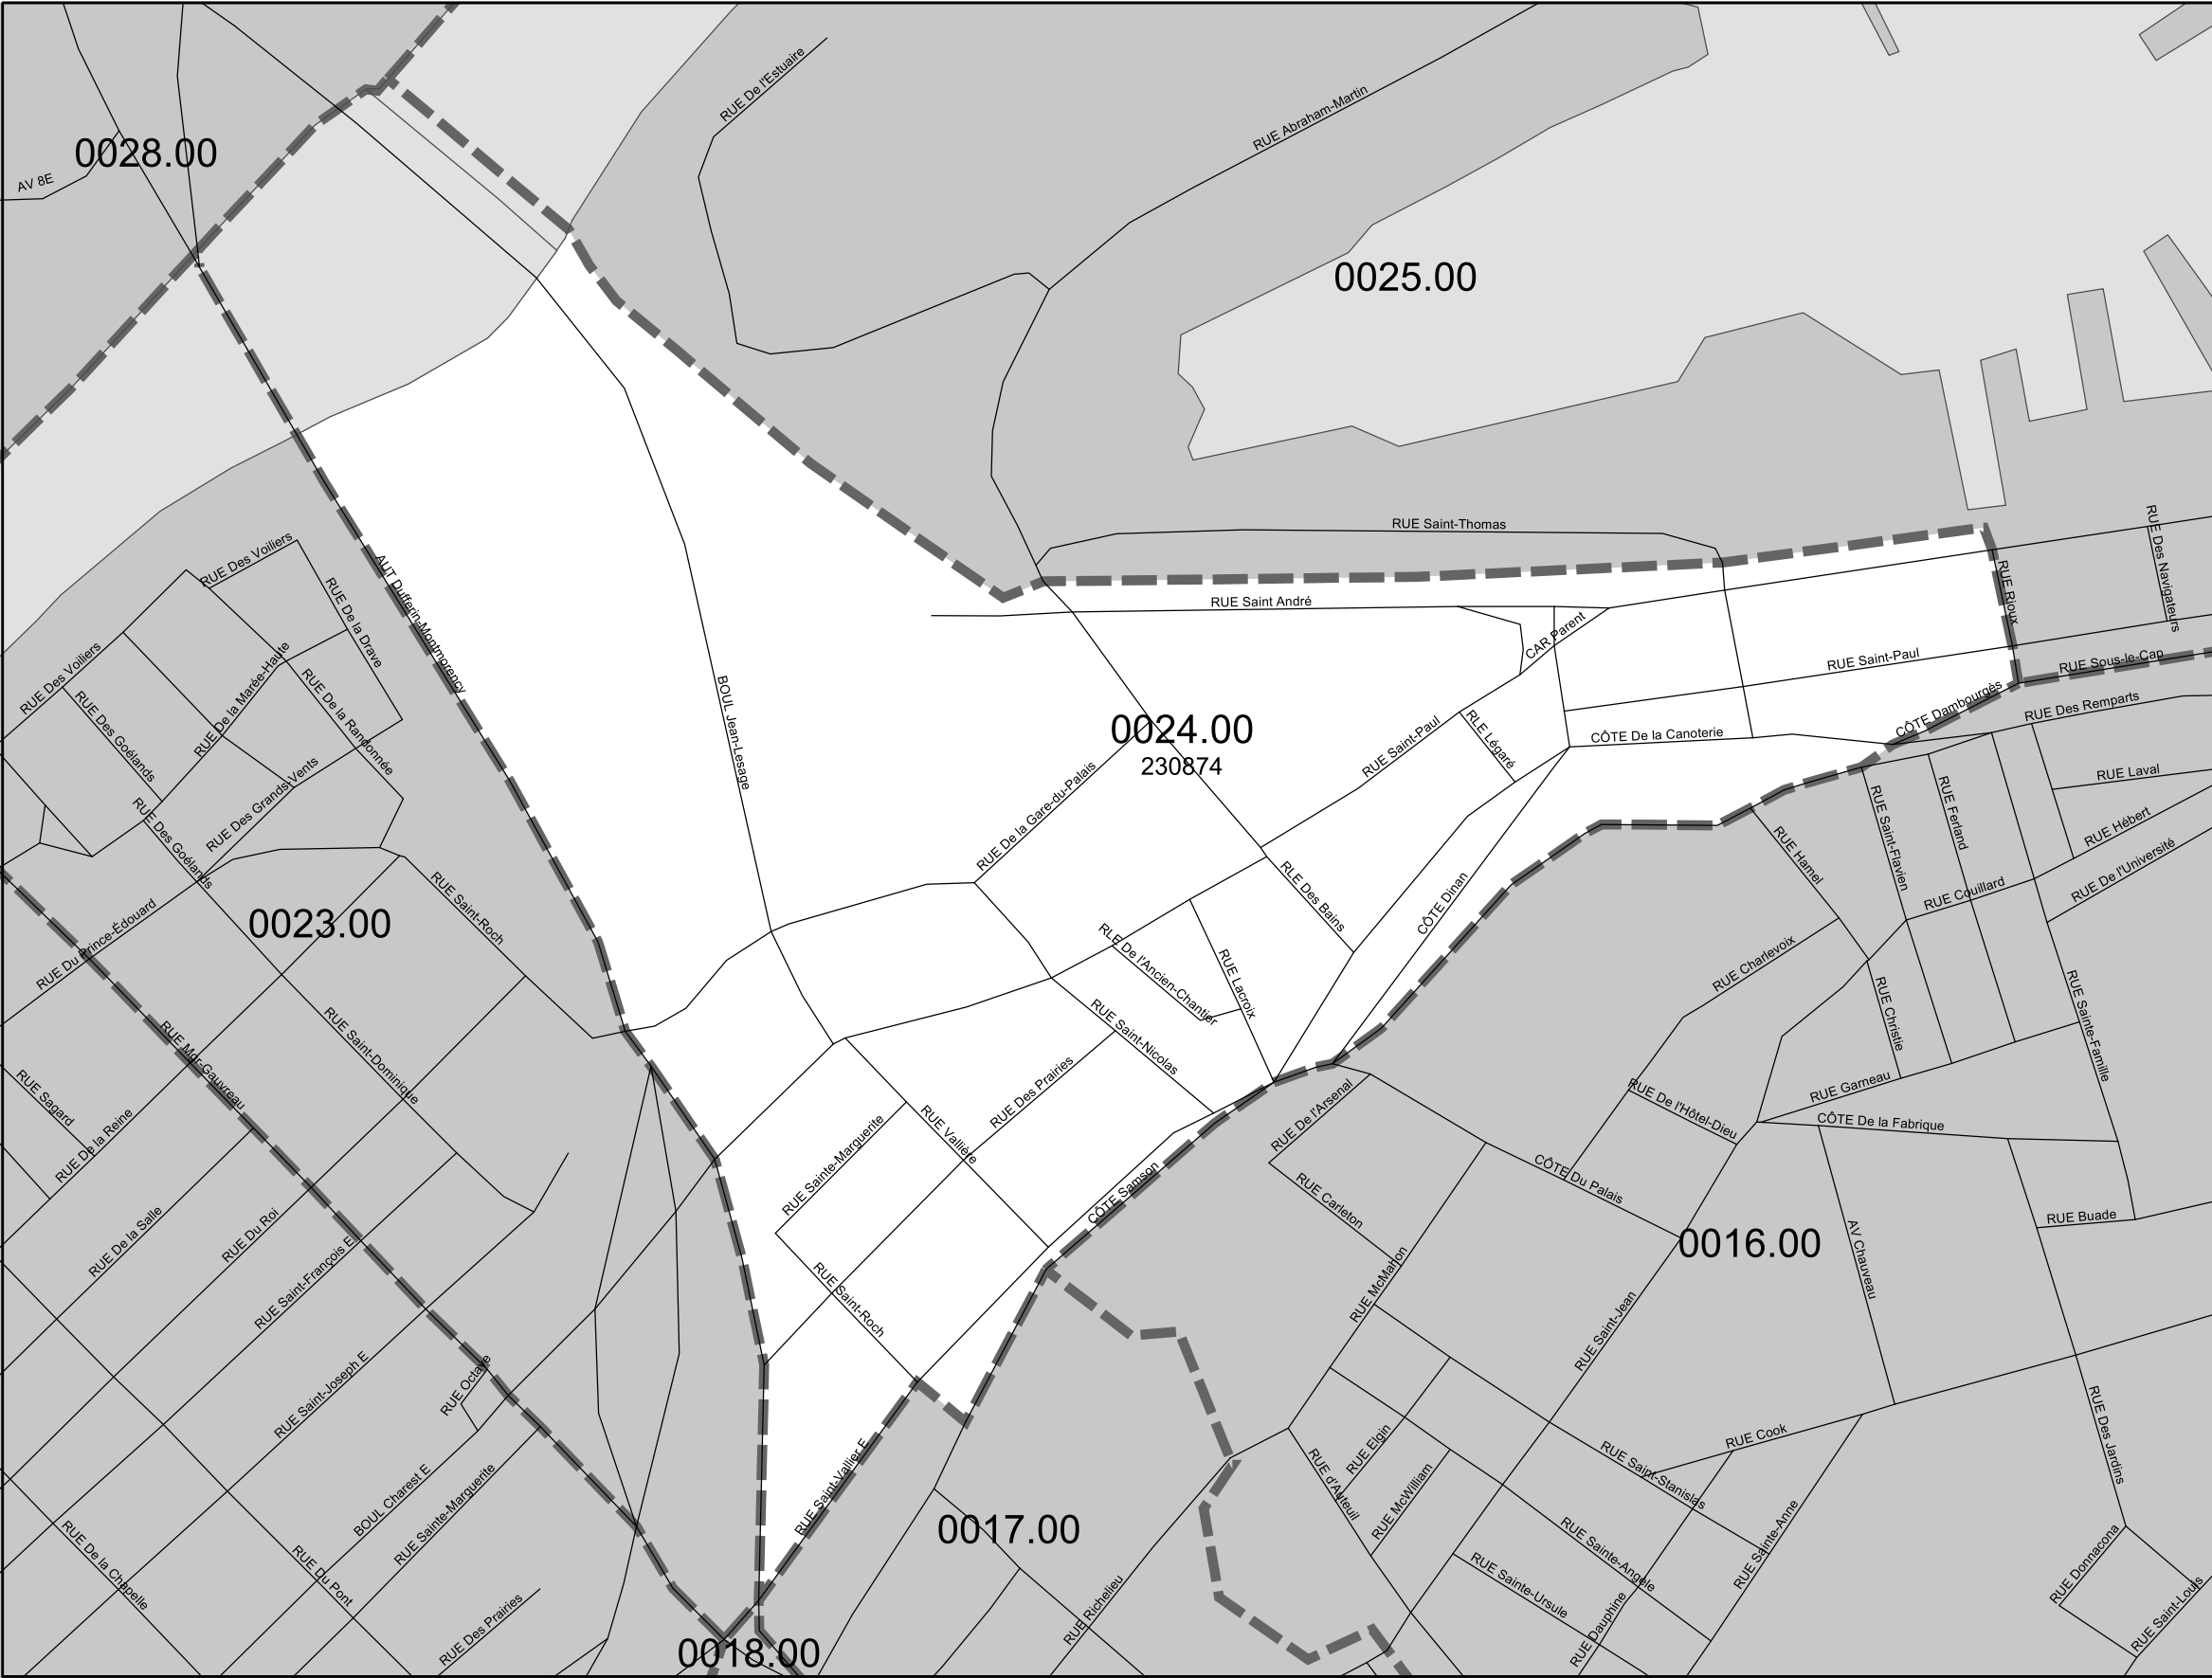 RUE De l'Estuaire
RUE Abraham-Martin
0028.00
AV 8E
0025.00
RUE Saint-Thomas
RUE Des Navigateurs
RUE Des Voiliers
AUT Dufferin-Montmorency
RUE De la Drave
RUE Rioux
RUE Saint André
CAR Parent
RUE Saint-Paul
RUE Sous-le-Cap
RUE Des Voiliers
RUE De la Marée-Haute
RUE De la Randonnée
RUE Des Goélands
BOUL Jean-Lesage
0024.00
230874
RUE Saint-Paul
RLE Légaré
CÔTE De la Canoterie
CÔTE Dambourgès
RUE Des Remparts
RUE De la Gare-du-Palais
RUE Laval
RUE Des Grands-Vents
RUE Des Goélands
RUE Saint-Flavien
RUE Ferland
RUE Hébert
RUE Hamel
RUE De l'Université
RUE Couillard
RLE Des Bains
CÔTE Dinan
RUE Saint-Roch
0023.00
RUE Du Prince-Édouard
RLE De l'Ancien-Chantier
RUE Lacroix
RUE Charlevoix
RUE Christie
RUE Sainte-Famille
RUE Mgr-Gauvreau
RUE Saint-Dominique
RUE Saint-Nicolas
RUE Sagard
RUE De la Reine
RUE Des Prairies
RUE Sainte-Marguerite
RUE Vallière
RUE De l'Arsenal
RUE De l'Hôtel-Dieu
RUE Garneau
CÔTE De la Fabrique
CÔTE Samson
RUE Carleton
CÔTE Du Palais
0016.00
RUE Buade
AV Chauveau
RUE De la Salle
RUE Du Roi
RUE Saint-François E
RUE Saint-Roch
RUE McMahon
RUE Saint-Jean
RUE Saint-Joseph E
RUE Octave
RUE Saint-Vallier E
RUE Elgin
RUE Cook
RUE Saint-Stanislas
RUE Des Jardins
RUE d'Auteuil
RUE McWilliam
BOUL Charest E
RUE Sainte-Marguerite
0017.00
RUE Sainte-Angèle
RUE Sainte-Anne
RUE De la Chapelle
RUE Du Pont
RUE Richelieu
RUE Sainte-Ursule
RUE Dauphine
RUE Donnacona
RUE Saint-Louis
RUE Des Prairies
0018.00